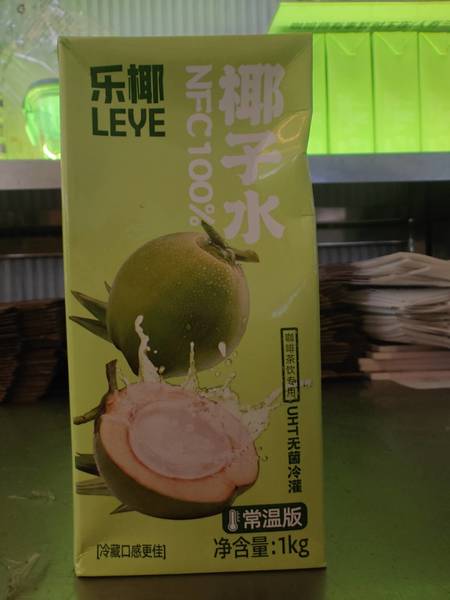 乐椰
LEYE
椰子水
NFC100%
咖啡茶饮专用
UHT无菌冷灌
常温版
[冷藏口感更佳]
净含量:1kg